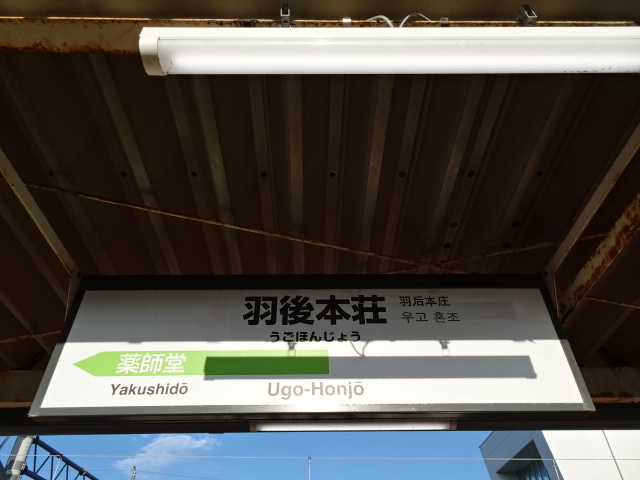 羽後本荘
羽后本庄
우고 혼조
うごほんじょう
薬師堂
Yakushidō
Ugo-Honjō